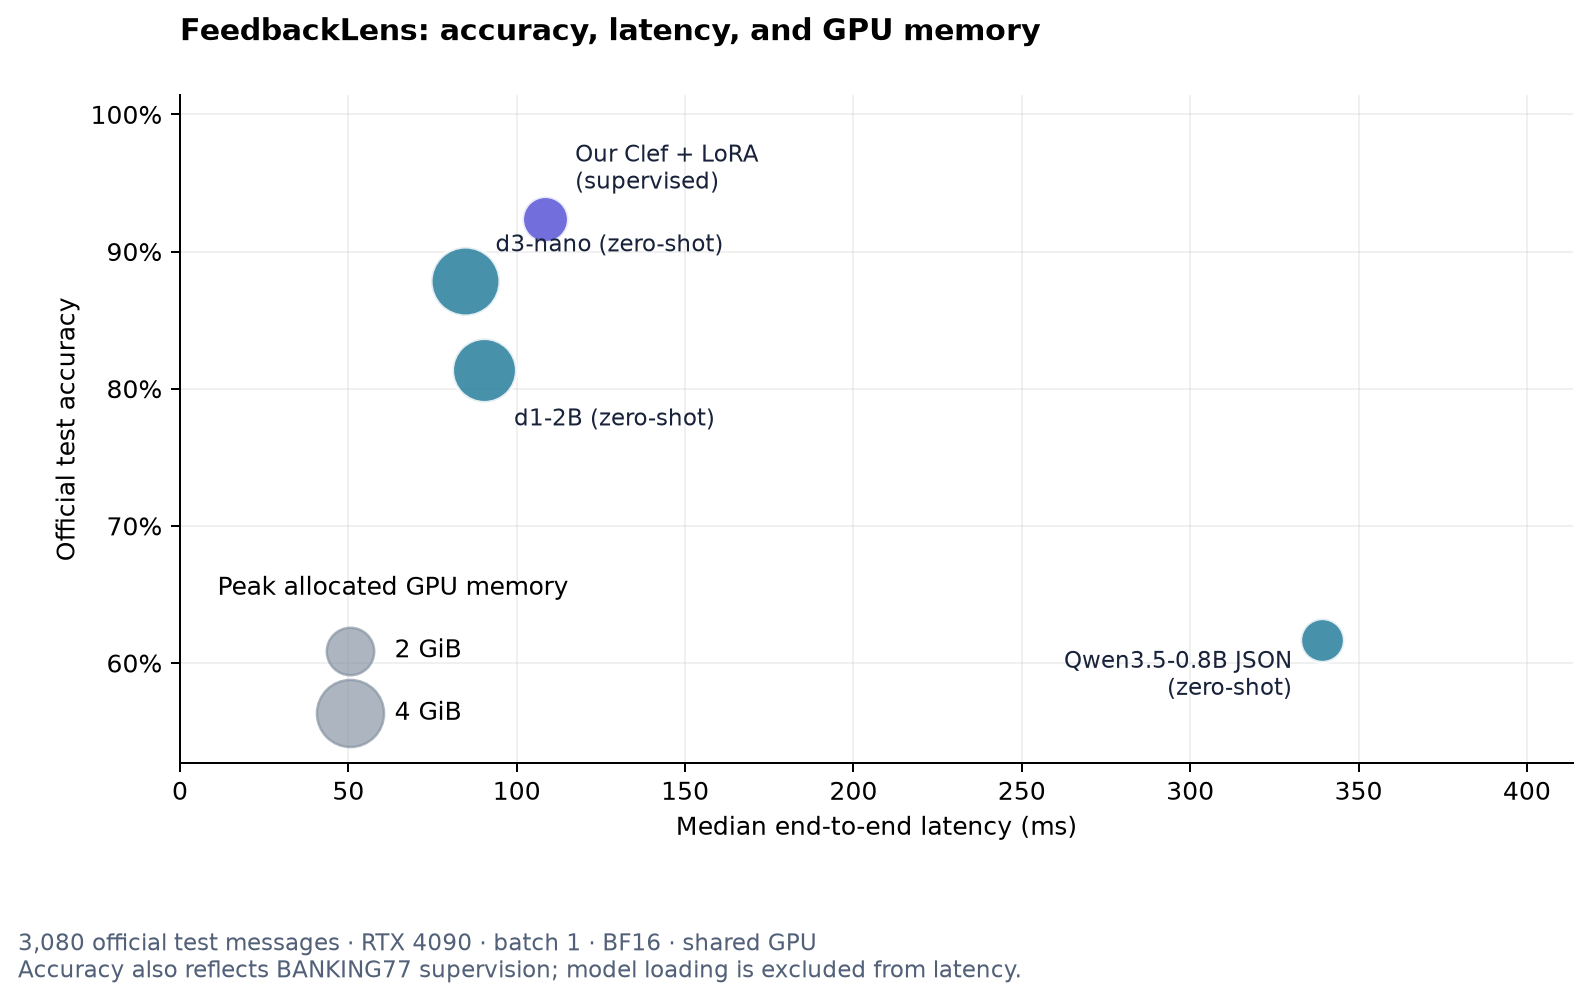 FeedbackLens: accuracy, latency, and GPU memory
100%
Our Clef + LoRA
(supervised)
d3-nano (zero-shot)
90%
80%
d1-2B (zero-shot)
Official test accuracy
70%
Peak allocated GPU memory
2 GiB
60%
Qwen3.5-0.8B JSON
(zero-shot)
4 GiB
0 50 100 150 200 250 300 350 400
Median end-to-end latency (ms)
3,080 official test messages · RTX 4090 · batch 1 · BF16 · shared GPU
Accuracy also reflects BANKING77 supervision; model loading is excluded from latency.